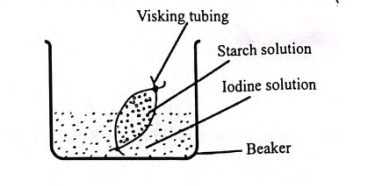 Visking tubing
Starch solution
Iodine solution
Beaker